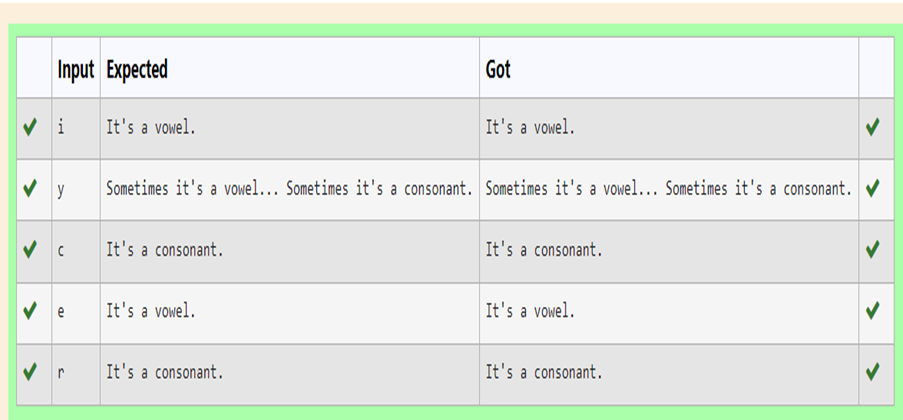 Input Expected Got
i It's a vowel. It's a vowel.
y Sometimes it's a vowel... Sometimes it's a consonant. Sometimes it's a vowel... Sometimes it's a consonant.
c It's a consonant. It's a consonant.
e It's a vowel. It's a vowel.
r It's a consonant. It's a consonant.